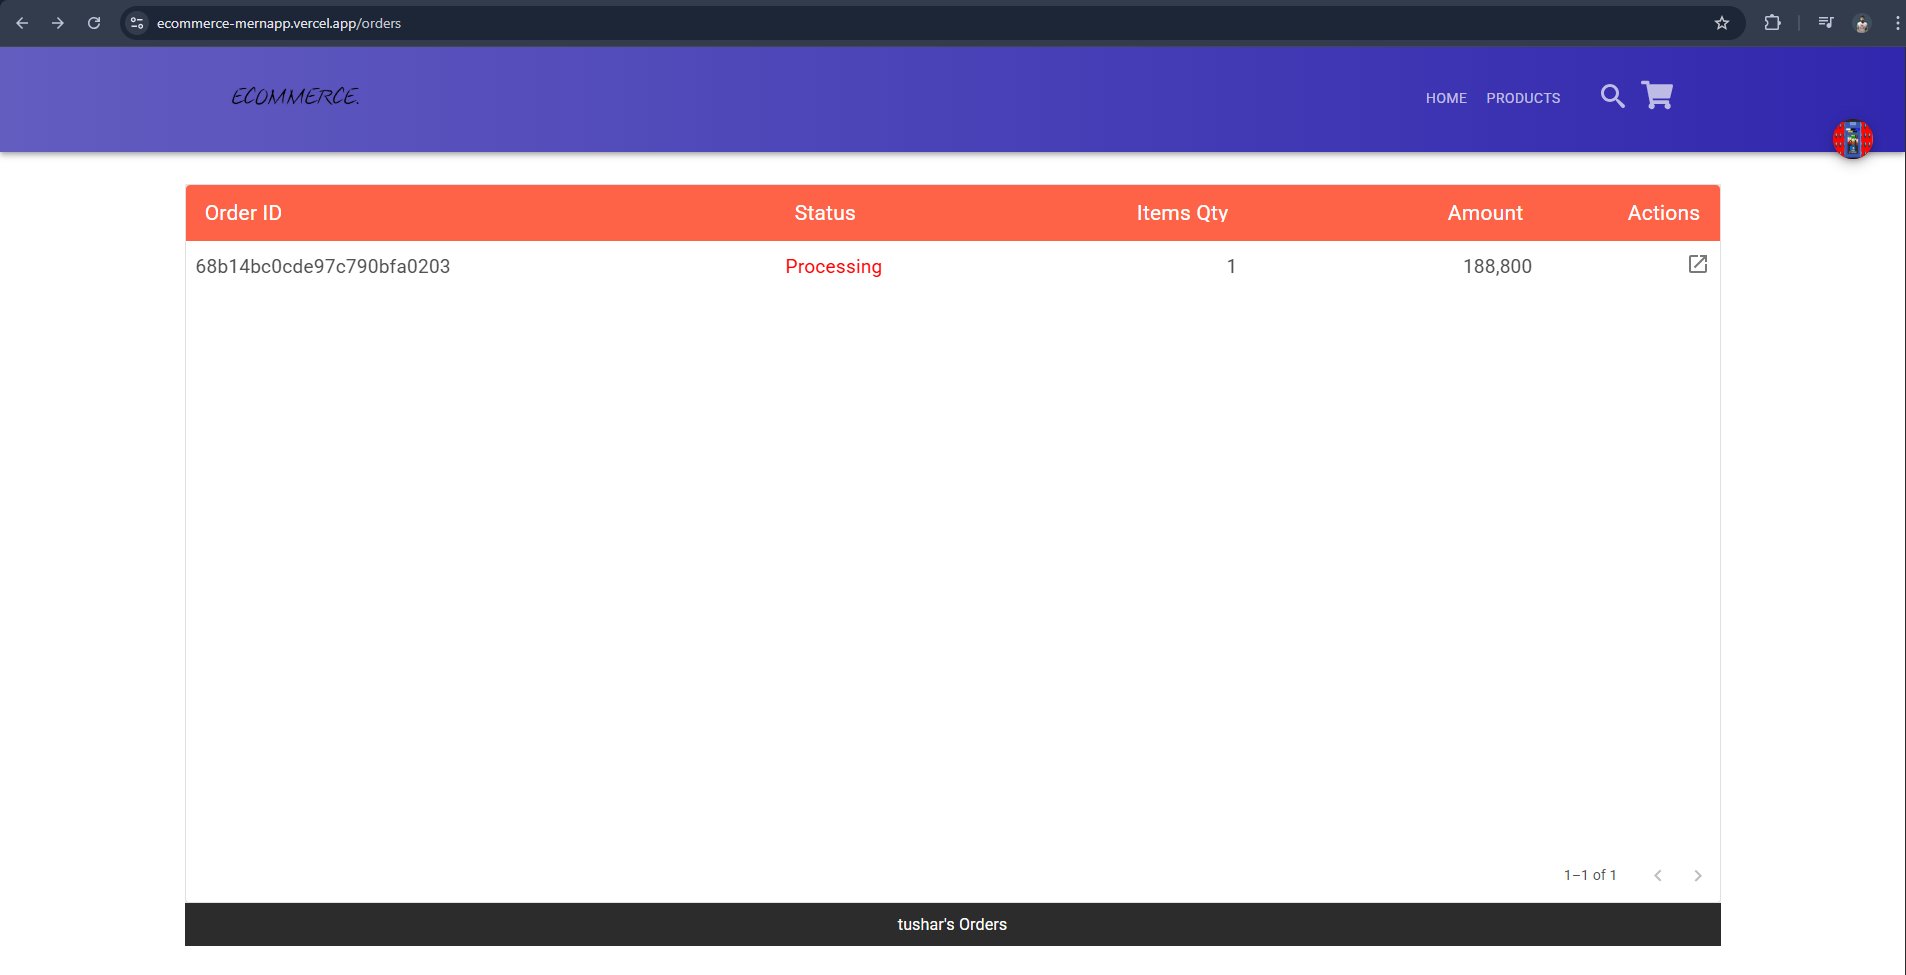 ecommerce-mernapp.vercel.app/orders
ECOMMERCE.
HOME PRODUCTS
Order ID Status Items Qty Amount Actions
68b14bc0cde97c790bfa0203 Processing 1 188,800
1–1 of 1
tushar's Orders